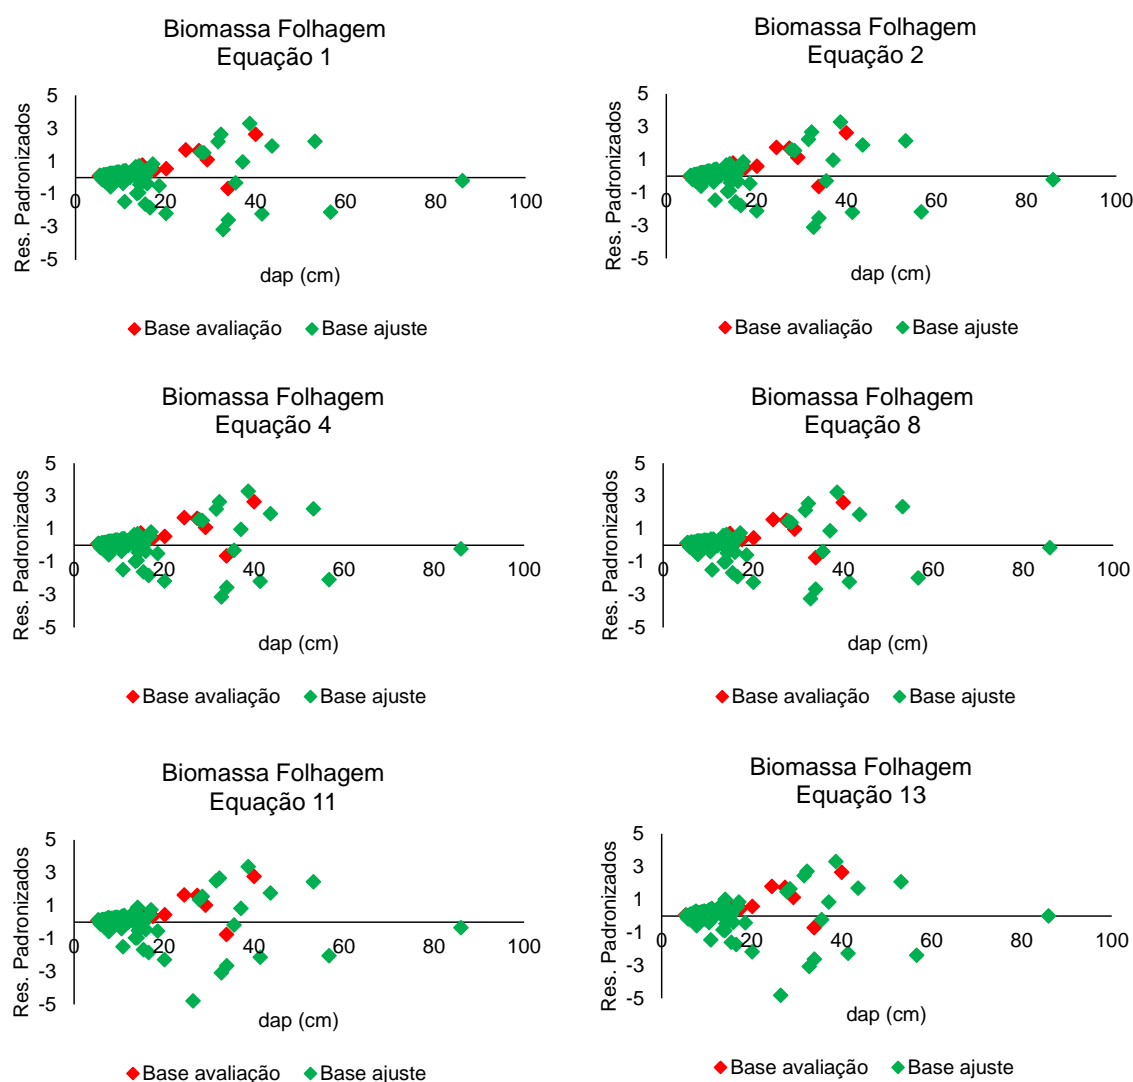 Biomassa Folhagem
Equação 1
Res. Padronizados
5
3
1
-1
-3
-5
0
20
40
60
80
100
dap (cm)
Base avaliação
Base ajuste
Biomassa Folhagem
Equação 2
Res. Padronizados
5
3
1
-1
-3
-5
0
20
40
60
80
100
dap (cm)
Base avaliação
Base ajuste
Biomassa Folhagem
Equação 4
Res. Padronizados
5
3
1
-1
-3
-5
0
20
40
60
80
100
dap (cm)
Base avaliação
Base ajuste
Biomassa Folhagem
Equação 8
Res. Padronizados
5
3
1
-1
-3
-5
0
20
40
60
80
100
dap (cm)
Base avaliação
Base ajuste
Biomassa Folhagem
Equação 11
Res. Padronizados
5
3
1
-1
-3
-5
0
20
40
60
80
100
dap (cm)
Base avaliação
Base ajuste
Biomassa Folhagem
Equação 13
Res. Padronizados
5
3
1
-1
-3
-5
0
20
40
60
80
100
dap (cm)
Base avaliação
Base ajuste